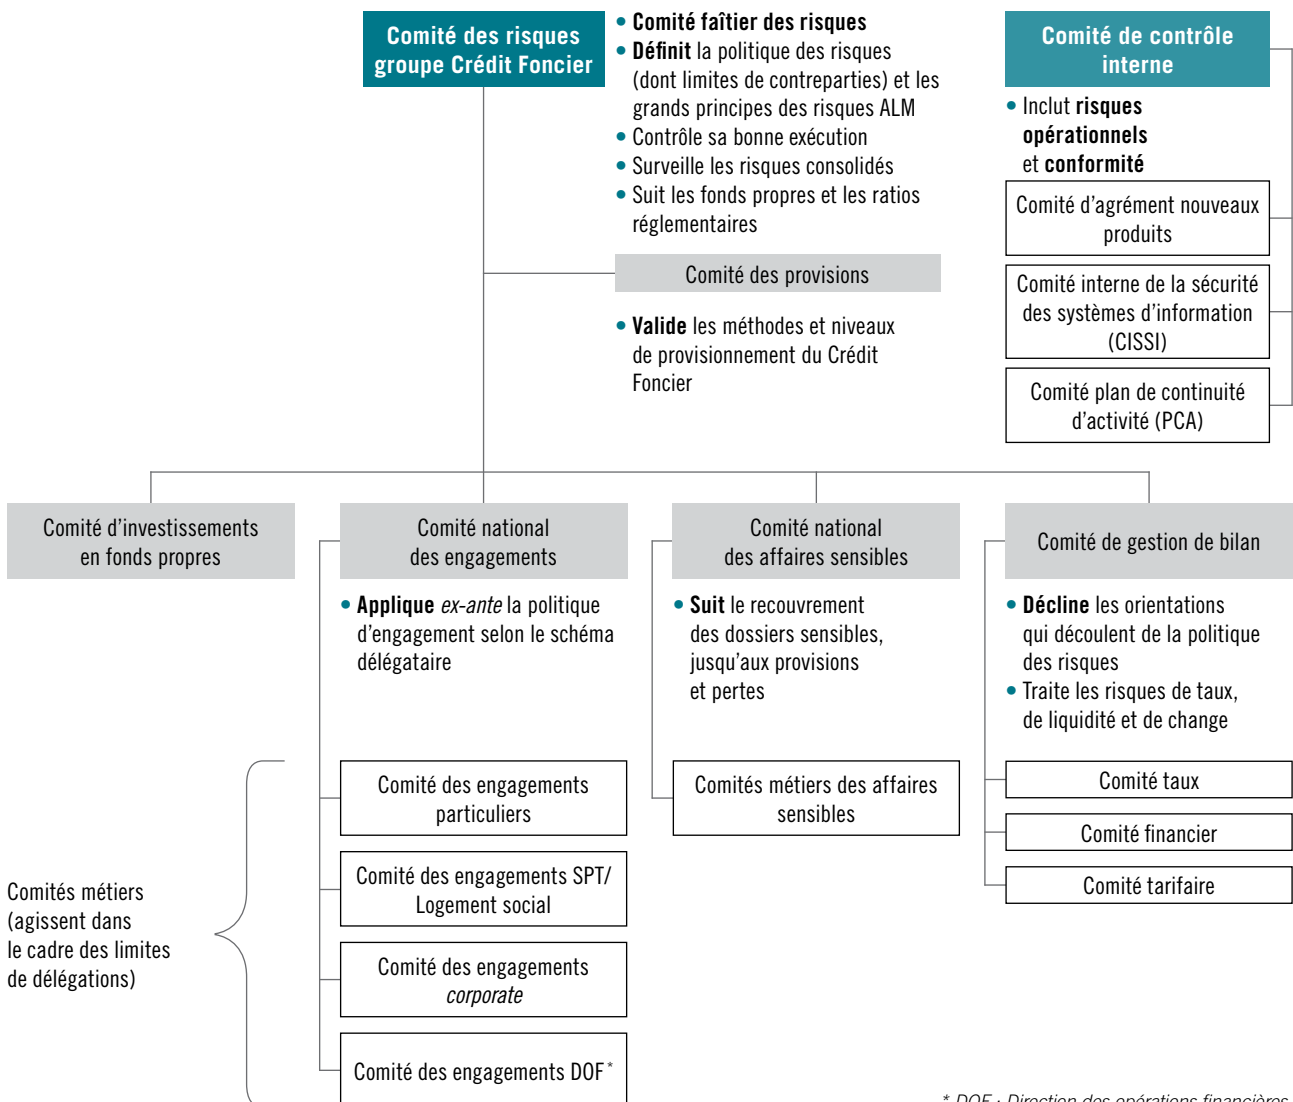 Comité des risques
groupe Crédit Foncier
• Comité faîtier des risques
• Définit la politique des risques
(dont limites de contreparties) et les
grands principes des risques ALM
• Contrôle sa bonne exécution
• Surveille les risques consolidés
• Suit les fonds propres et les ratios
réglementaires
Comité des provisions
• Valide les méthodes et niveaux
de provisionnement du Crédit
Foncier
Comité de contrôle
interne
• Inclut risques
opérationnels
et conformité
Comité d'agrément nouveaux
produits
Comité interne de la sécurité
des systèmes d'information
(CISSI)
Comité plan de continuité
d'activité (PCA)
Comité d'investissements
en fonds propres
Comité national
des engagements
• Applique ex-ante la politique
d'engagement selon le schéma
délégataire
Comité national
des affaires sensibles
• Suit le recouvrement
des dossiers sensibles,
jusqu'aux provisions
et pertes
Comité de gestion de bilan
• Décline les orientations
qui découlent de la politique
des risques
• Traite les risques de taux,
de liquidité et de change
Comités métiers
(agissent dans
le cadre des limites
de délégations)
Comité des engagements
particuliers
Comité des engagements SPT/
Logement social
Comité des engagements
corporate
Comité des engagements DOF*
Comités métiers des affaires
sensibles
Comité taux
Comité financier
Comité tarifaire
* DOF : Direction des opérations financières